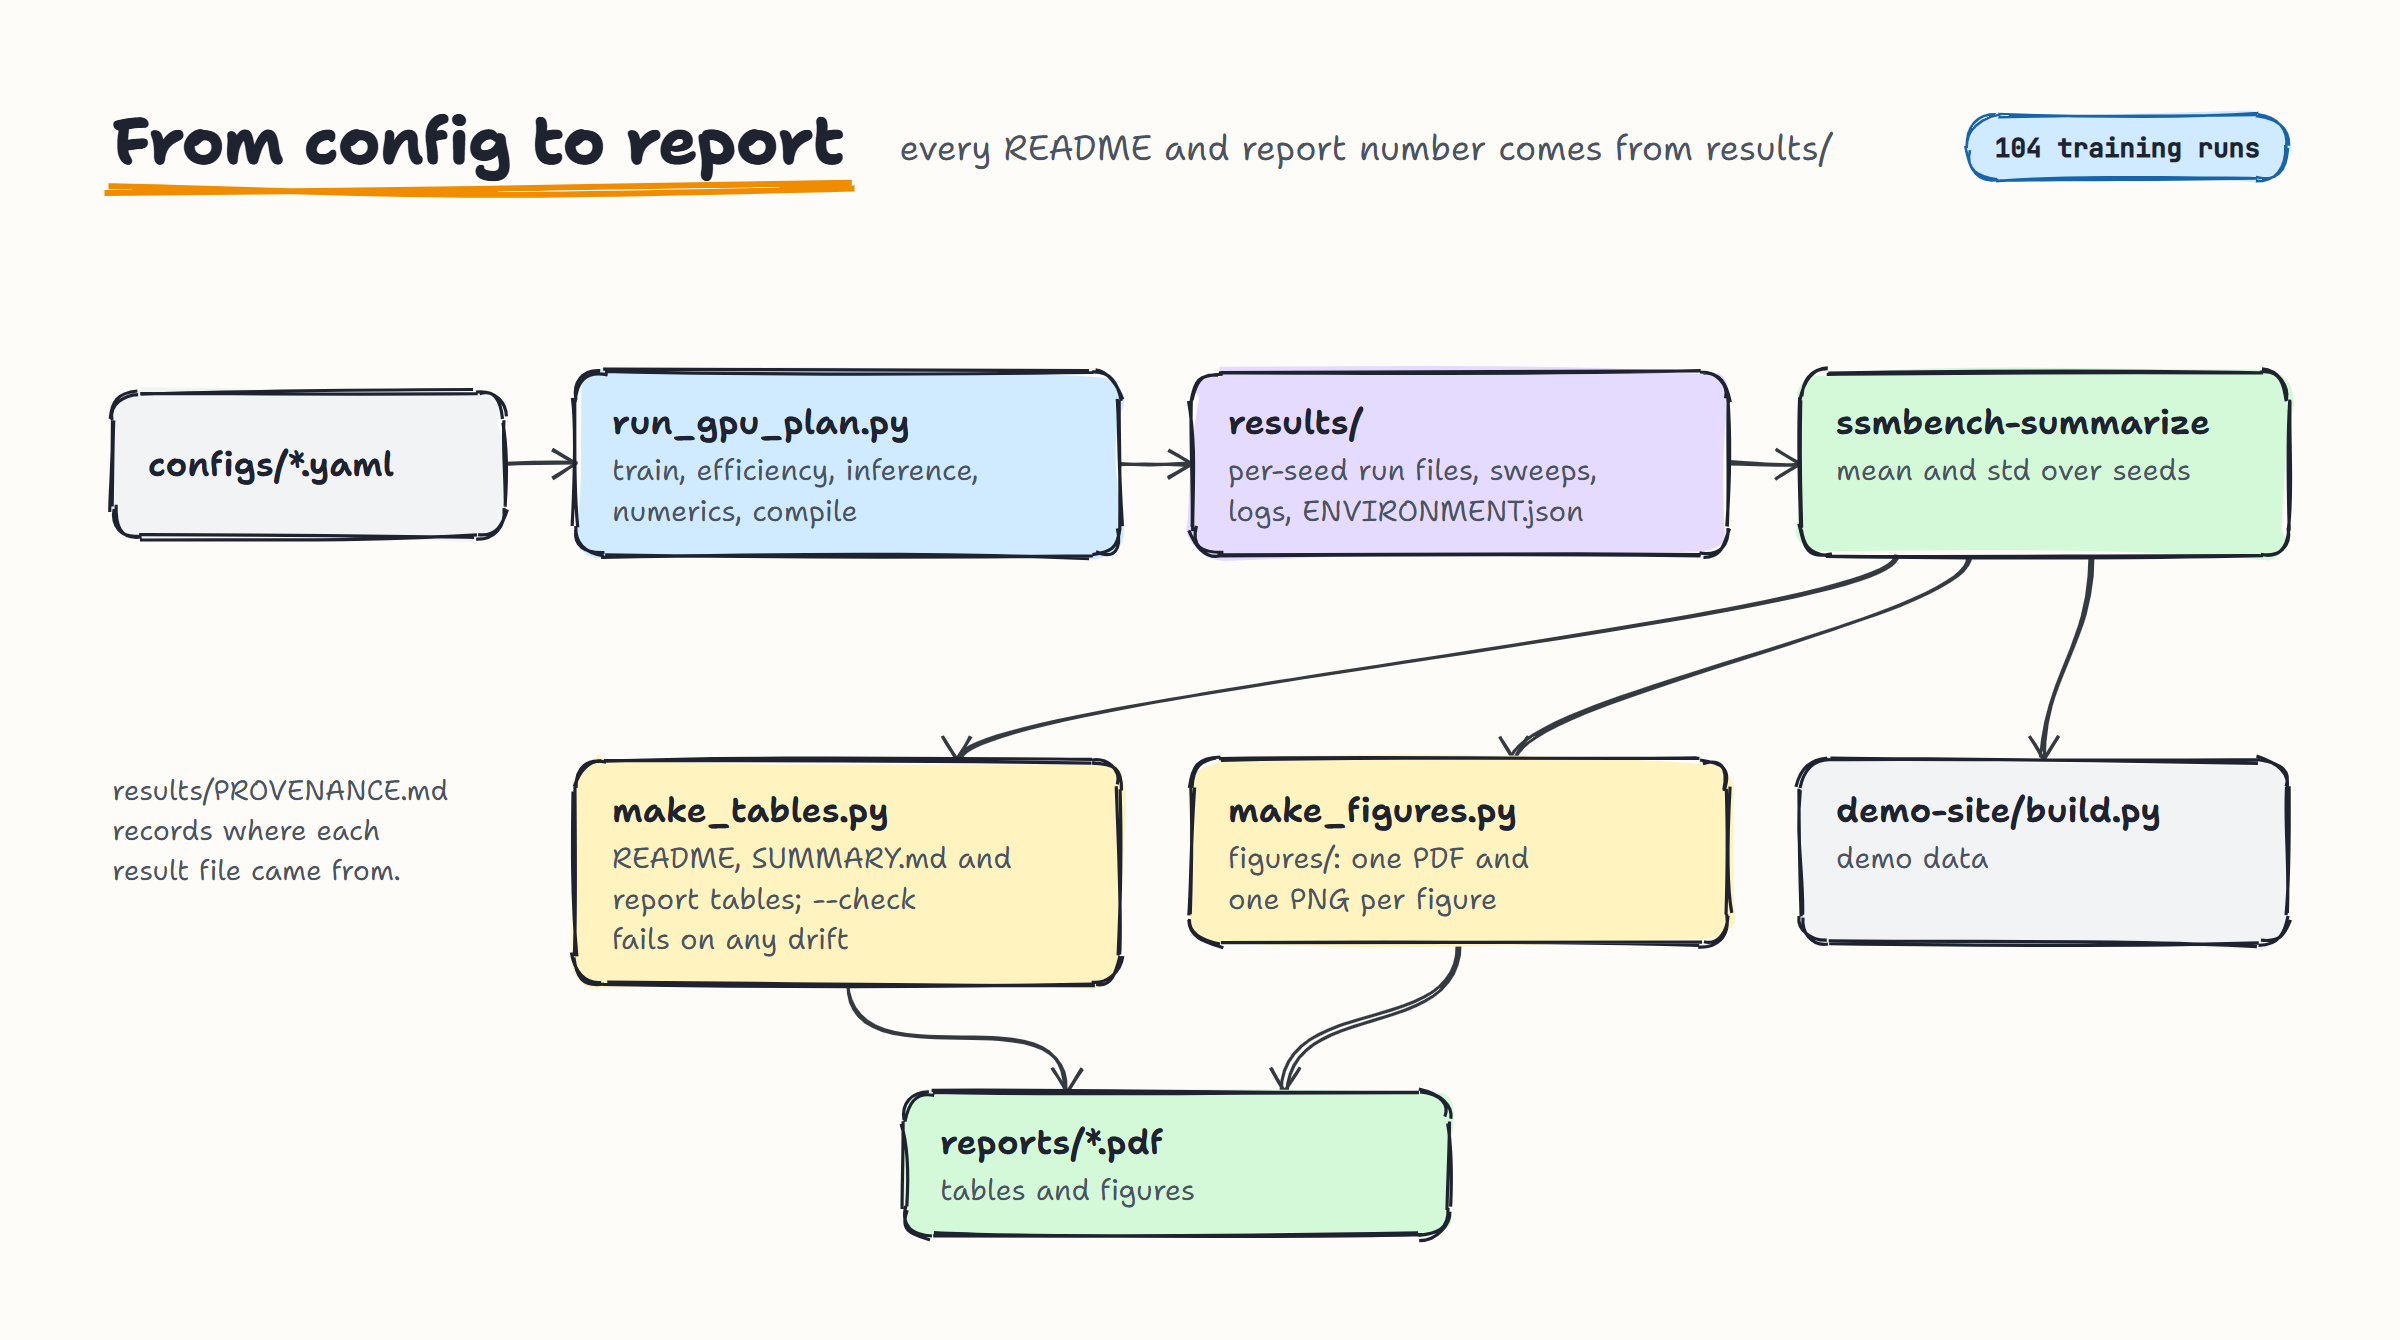 From config to report
every README and report number comes from results/
104 training runs
configs/*.yaml
run_gpu_plan.py
train, efficiency, inference,
numerics, compile
results/
per-seed run files, sweeps,
logs, ENVIRONMENT.json
ssmbench-summarize
mean and std over seeds
results/PROVENANCE.md
records where each
result file came from.
make_tables.py
README, SUMMARY.md and
report tables; --check
fails on any drift
make_figures.py
figures/: one PDF and
one PNG per figure
demo-site/build.py
demo data
reports/*.pdf
tables and figures